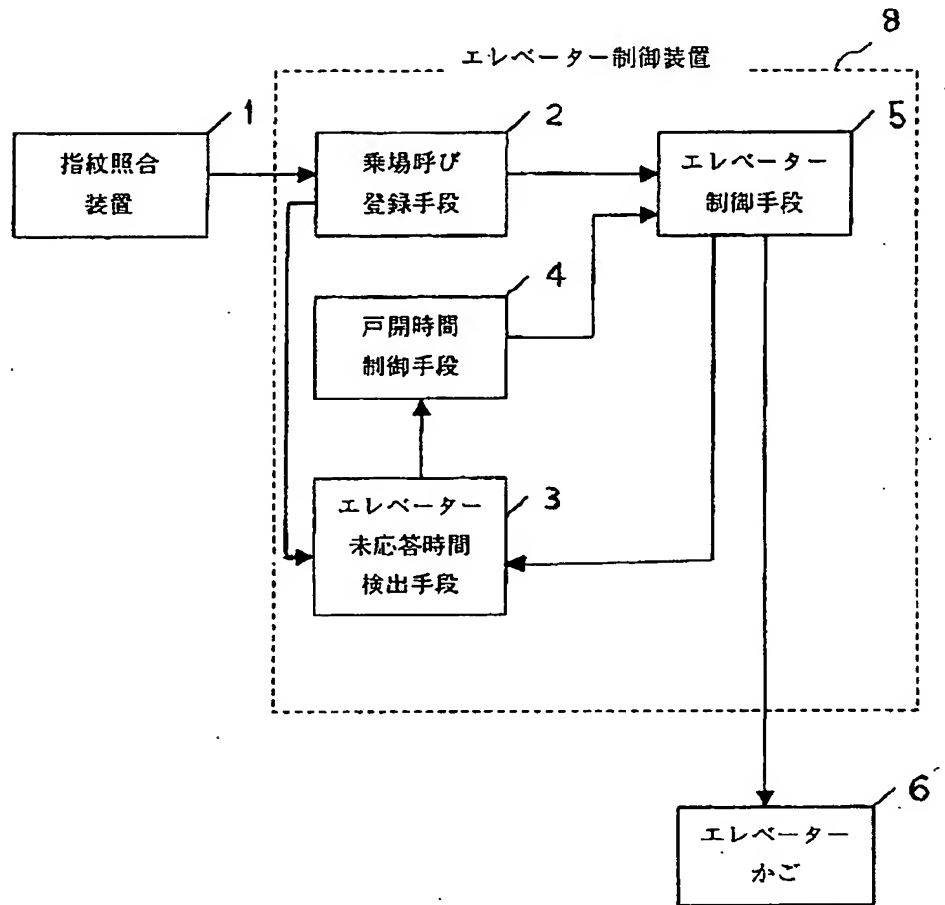 8
エレベーター制御装置
1
指紋照合
装置
2
乗場呼び
登録手段
5
エレベーター
制御手段
4
戸開時間
制御手段
3
エレベーター
未応答時間
検出手段
6
エレベーター
かご